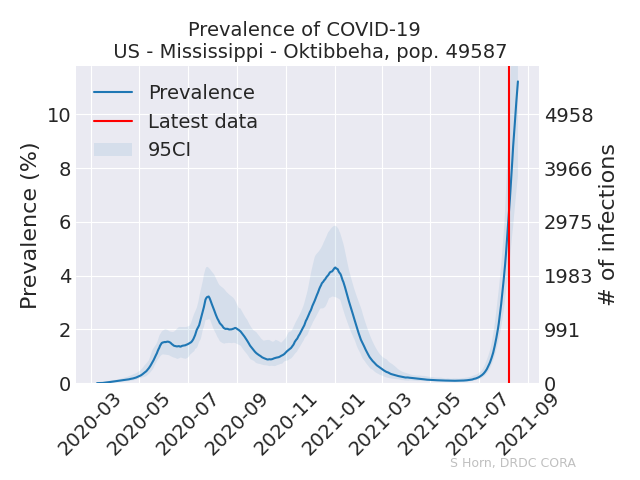 Prevalence of COVID-19
US - Mississippi - Oktibbeha, pop. 49587
Prevalence
Latest data
95CI
Prevalence (%)
10
8
6
4
2
0
4958
3966
2975
1983
991
0
# of infections
2020-03
2020-05
2020-07
2020-09
2020-11
2021-01
2021-03
2021-05
2021-07
2021-09
S Horn, DRDC CORA